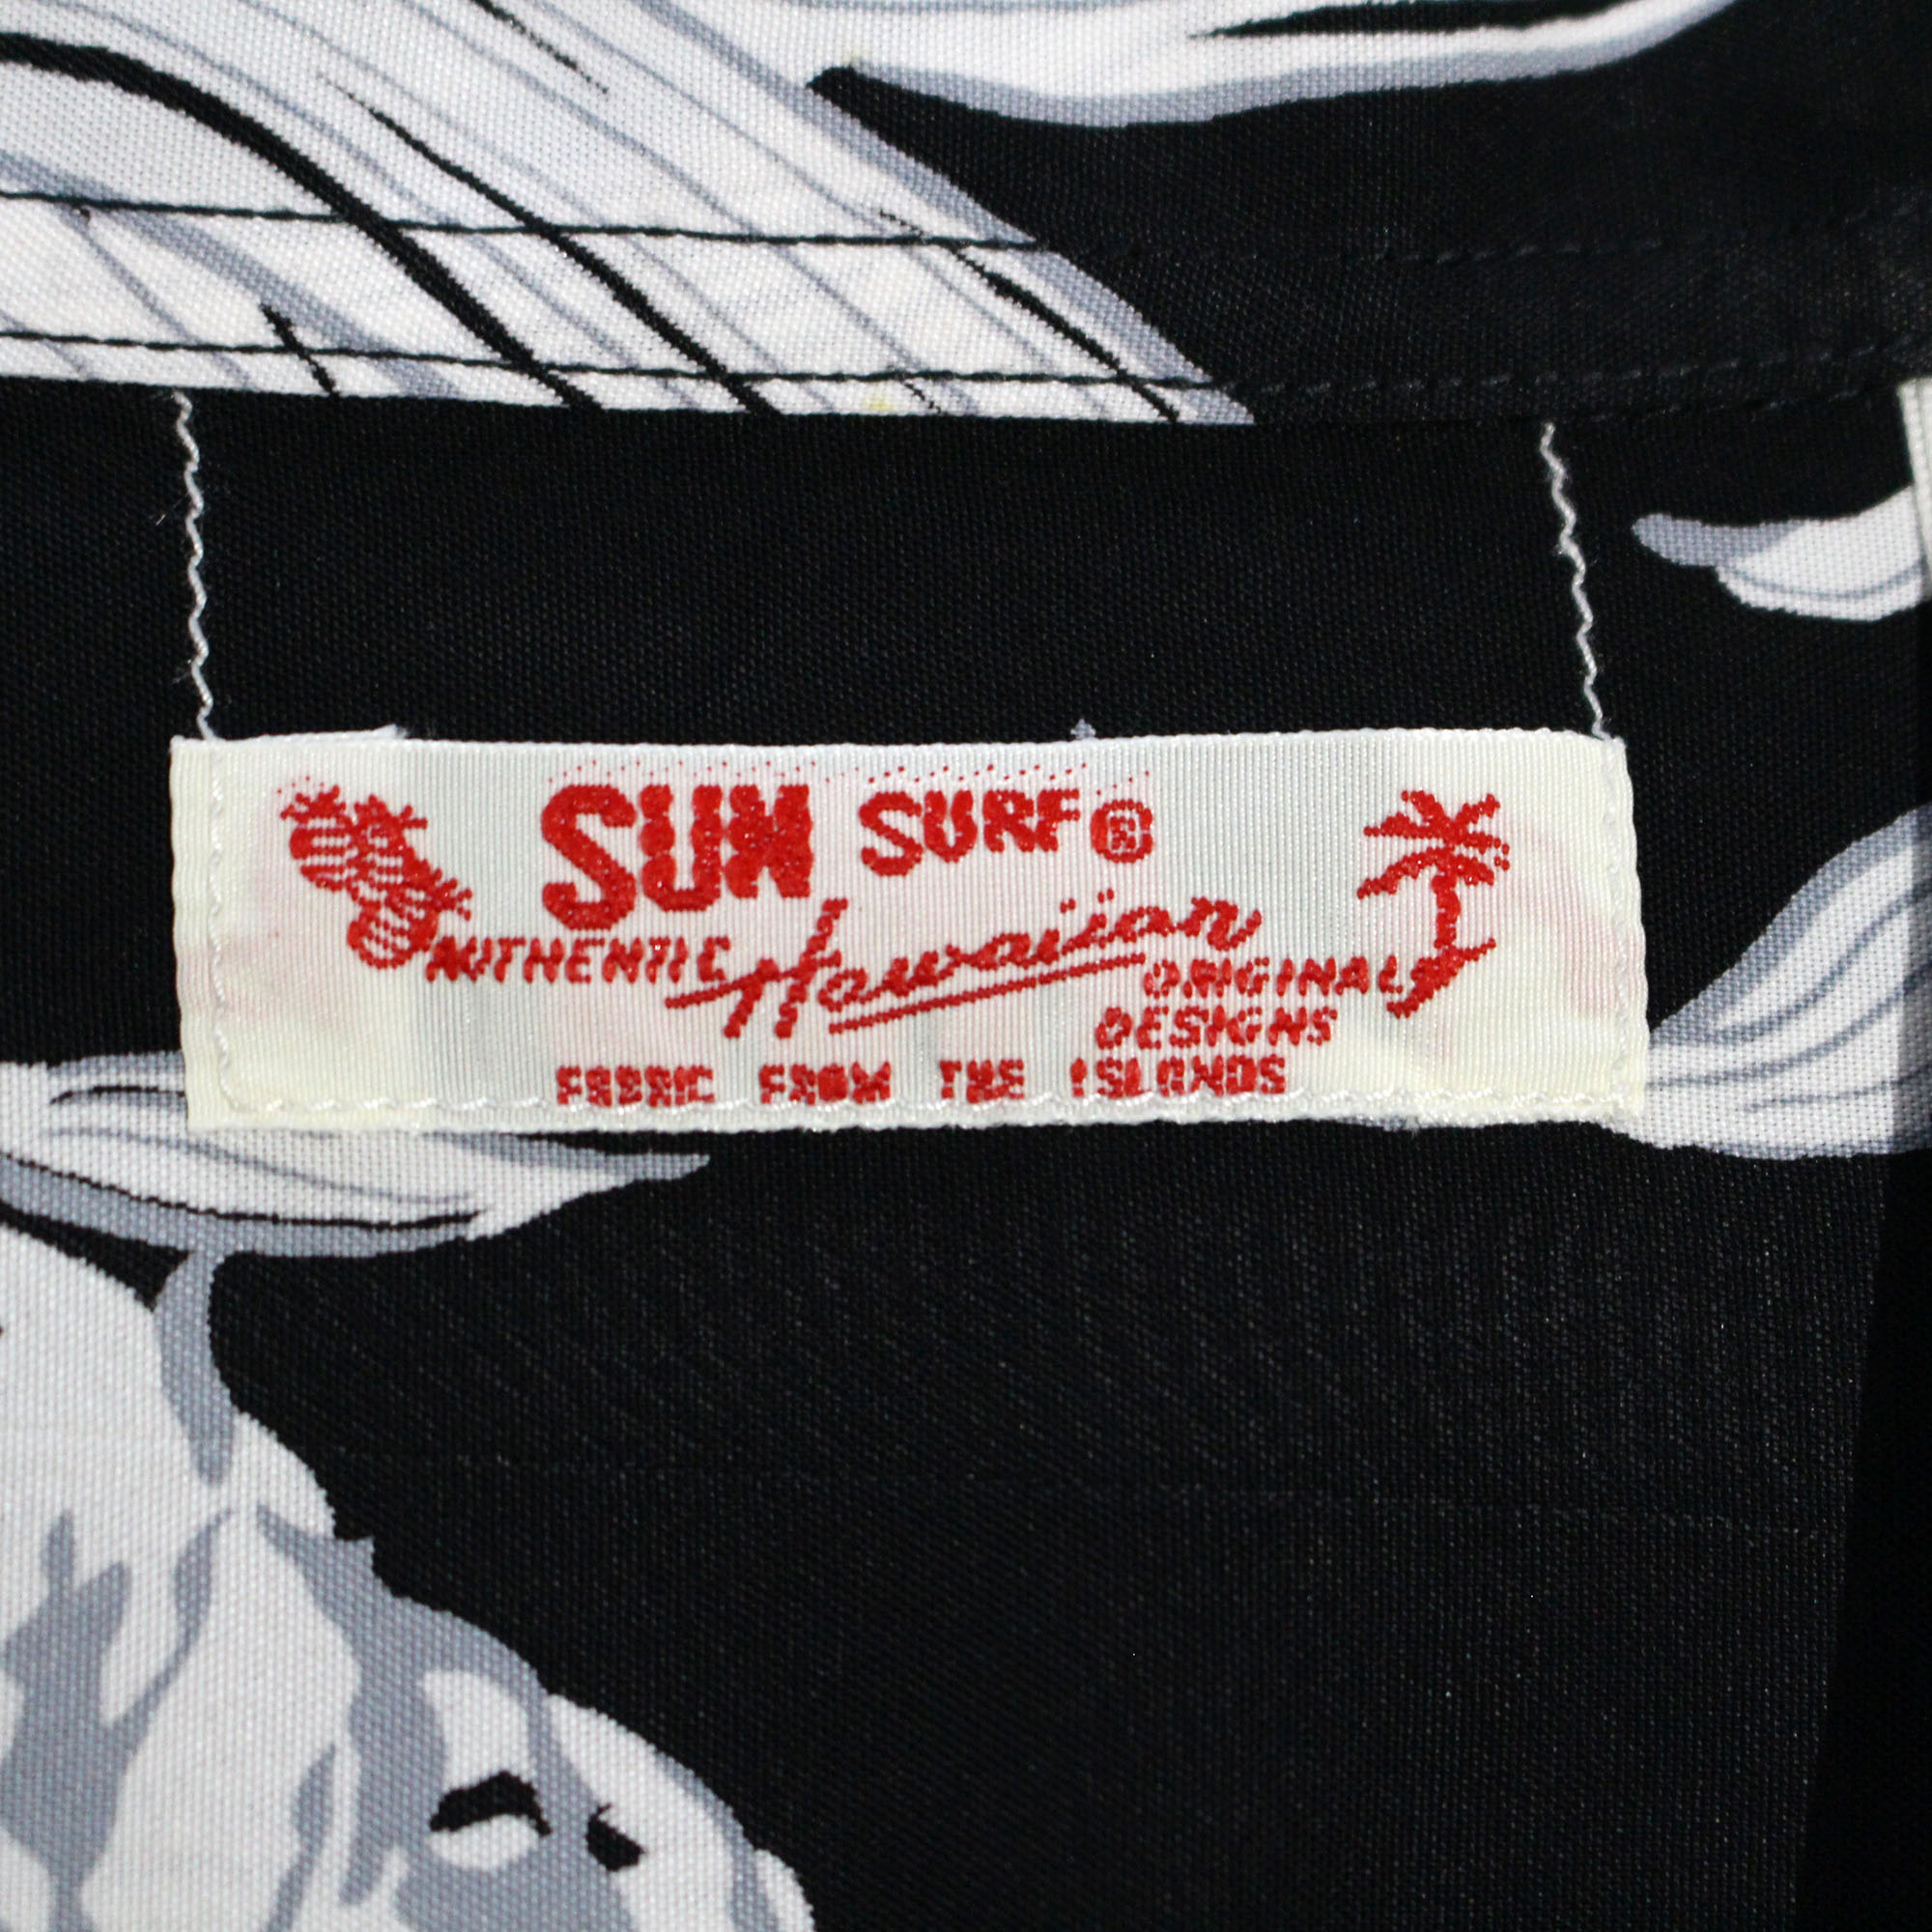 SUN SURF®
AUTHENTIC Hawaiian ORIGINAL
DESIGNS
FABRIC FROM THE ISLANDS